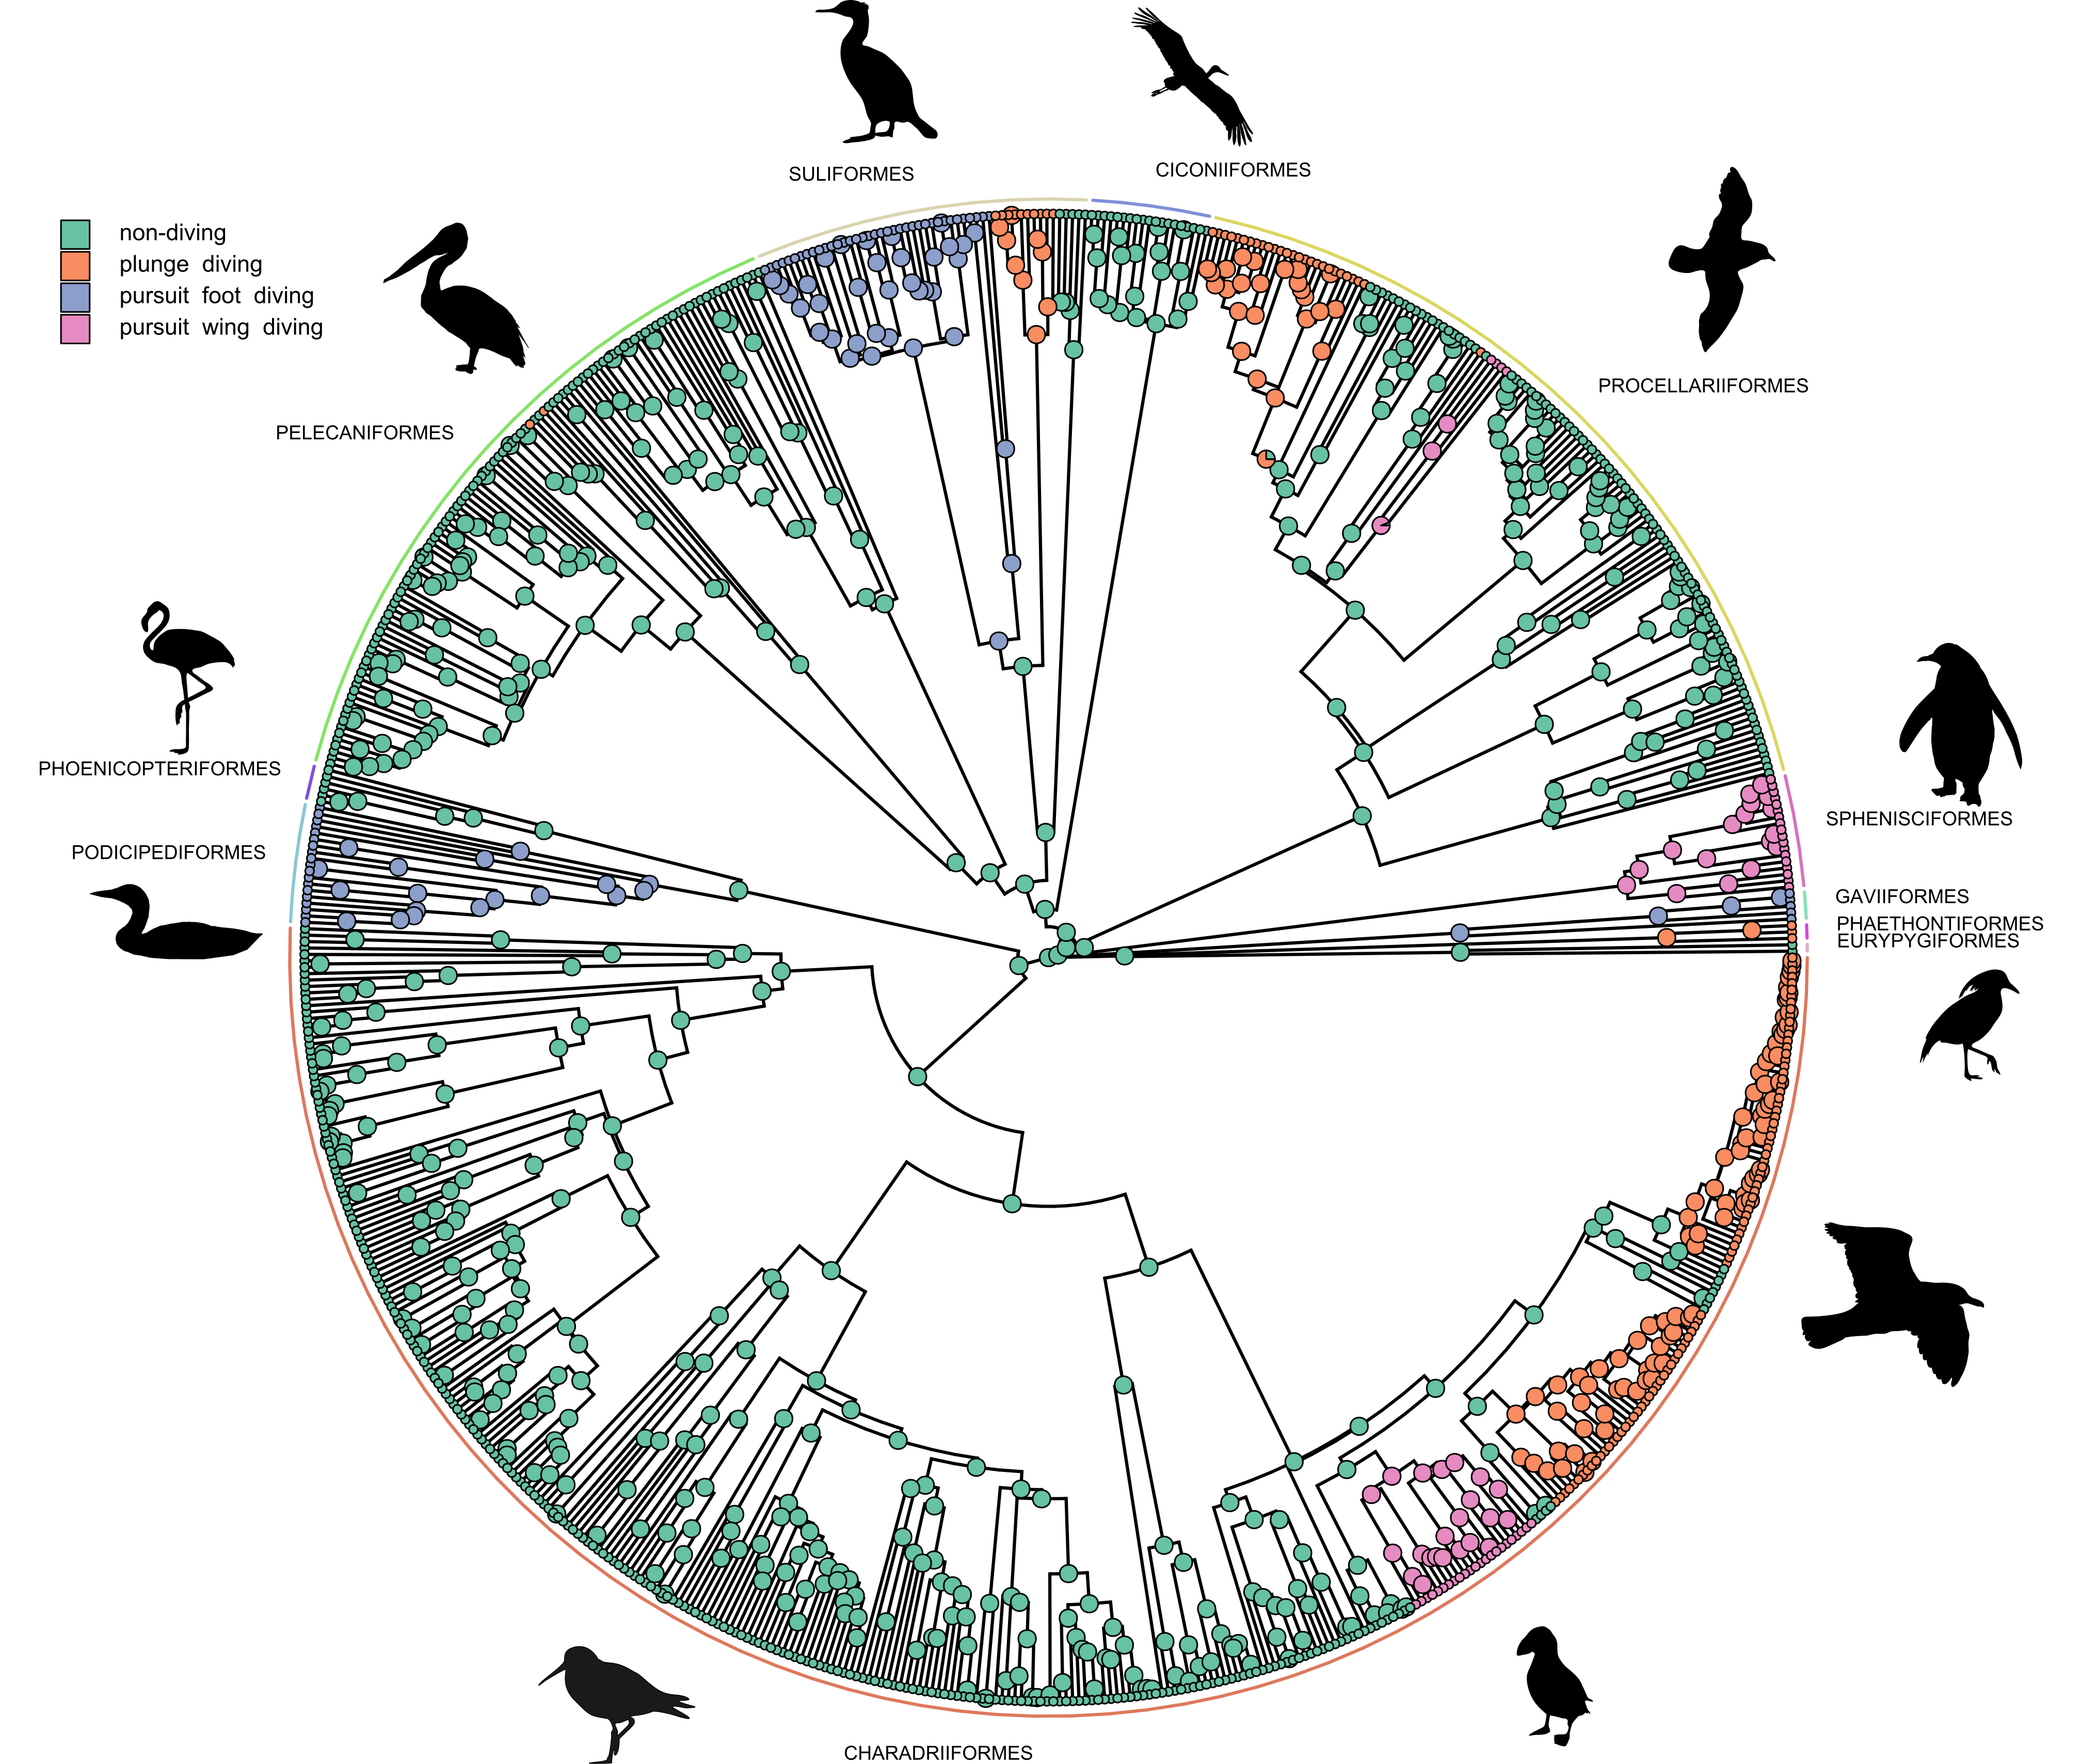 SULIFORMES
CICONIIFORMES
non-diving
plunge diving
pursuit foot diving
pursuit wing diving
PROCELLARIIFORMES
PELECANIFORMES
PHOENICOPTERIFORMES
SPHENISCIFORMES
PODICIPEDIFORMES
GAVIIFORMES
PHAETHONTIFORMES
EURYPYGIFORMES
CHARADRIIFORMES